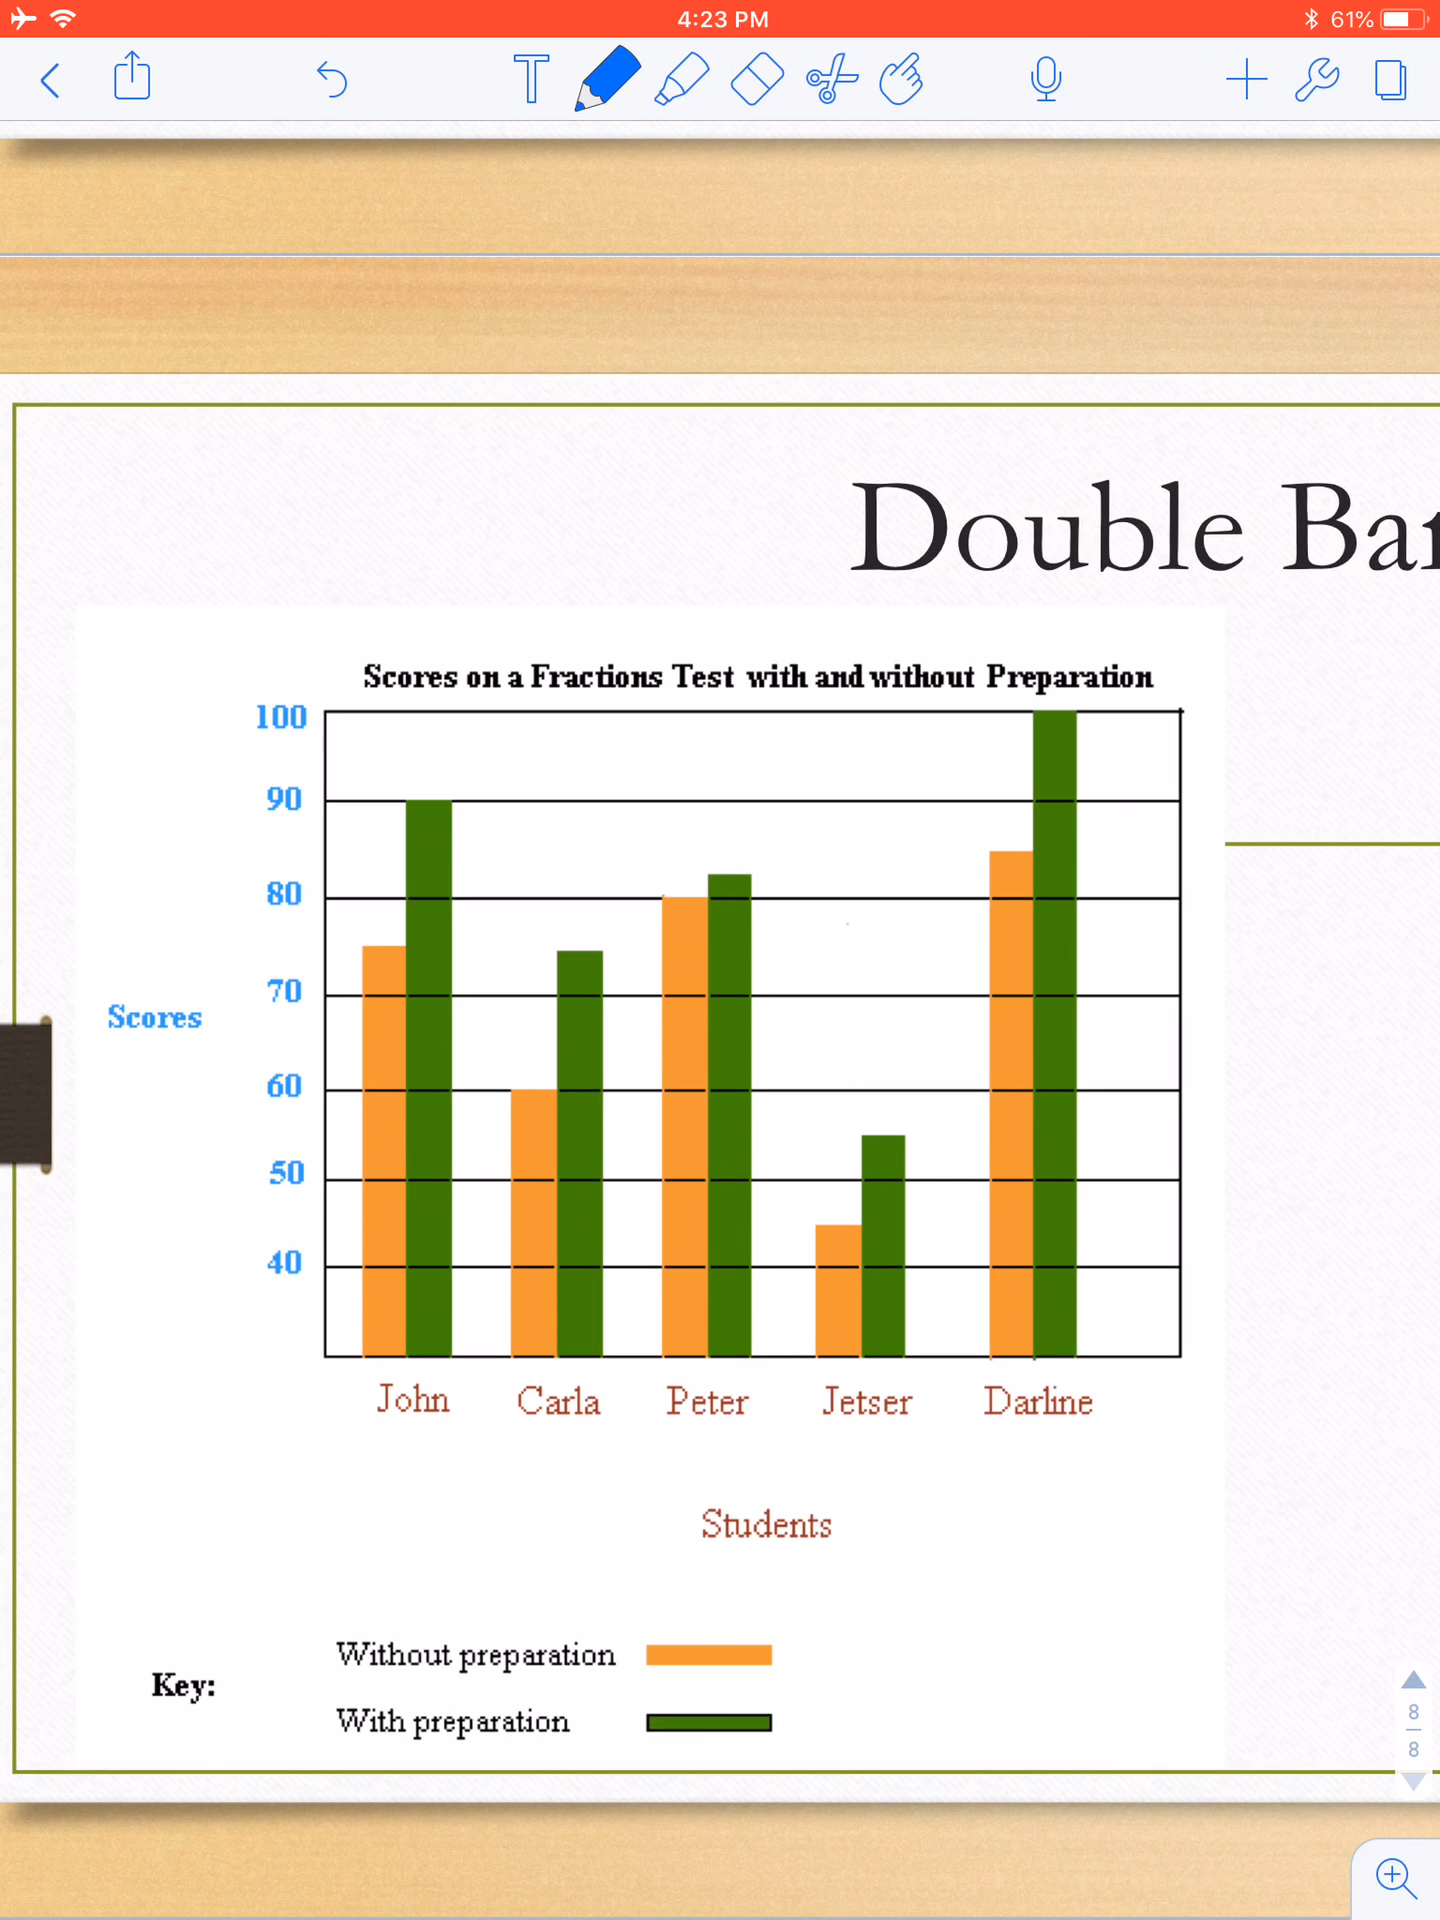 4:23 PM
61%
T
Double Bar
Scores on a Fractions Test with and without Preparation
100
90
80
70
Scores
60
50
40
John Carla Peter Jetser Darline
Students
Without preparation
Key:
With preparation
8
8